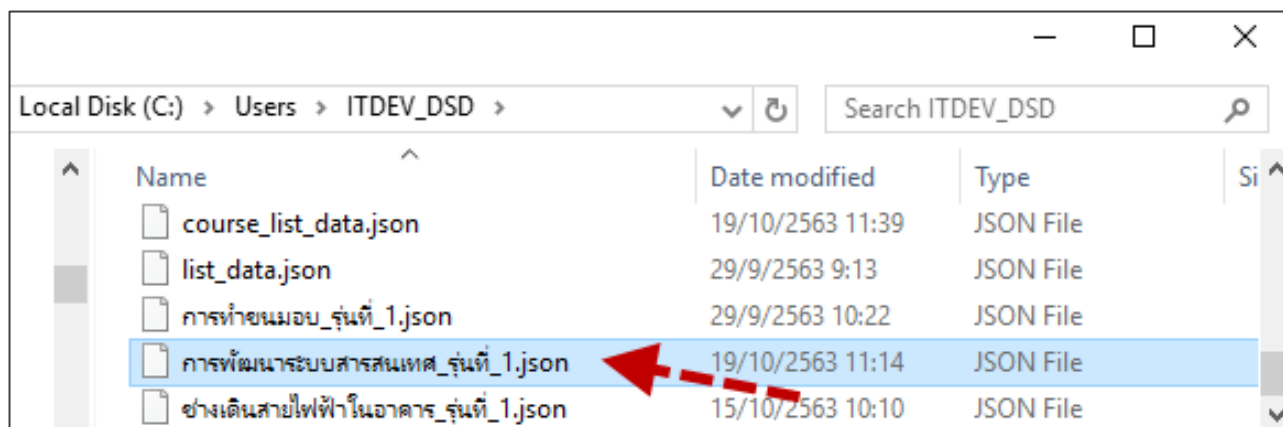 Local Disk (C:) > Users > ITDEV_DSD >
Search ITDEV_DSD
Name Date modified Type Si
course_list_data.json 19/10/2563 11:39 JSON File
list_data.json 29/9/2563 9:13 JSON File
การทำขนมอบ_รุ่นที่_1.json 29/9/2563 10:22 JSON File
การพัฒนาระบบสารสนเทศ_รุ่นที่_1.json 19/10/2563 11:14 JSON File
ช่างเดินสายไฟฟ้าในอาคาร_รุ่นที่_1.json 15/10/2563 10:10 JSON File